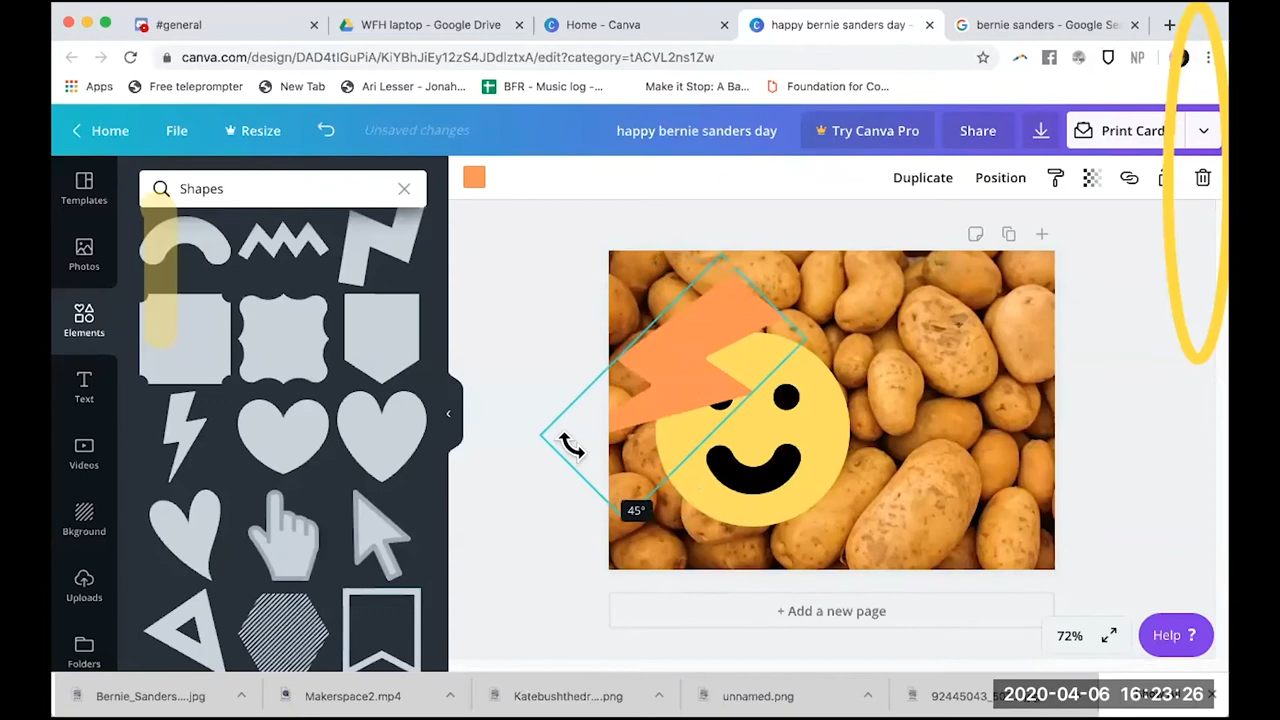 #general
WFH laptop - Google Drive
Home - Canva
happy bernie sanders day -
bernie sanders - Google Se
canva.com/design/DAD4tIGuPiA/KiYBhJiEy12zS4JDdIztxA/edit?category=tACVL2ns1Zw
NP
Apps
Free teleprompter
New Tab
Ari Lesser - Jonah...
BFR - Music log -...
Make it Stop: A Ba...
Foundation for Co...
Home
File
Resize
Unsaved changes
happy bernie sanders day
Try Canva Pro
Share
Print Card
Templates
Photos
Elements
Text
Videos
Bkground
Uploads
Folders
Shapes
Duplicate
Position
45°
+ Add a new page
72%
Help ?
Bernie_Sanders....jpg
Makerspace2.mp4
Katebushthedr....png
unnamed.png
2020-04-06 16:23:26